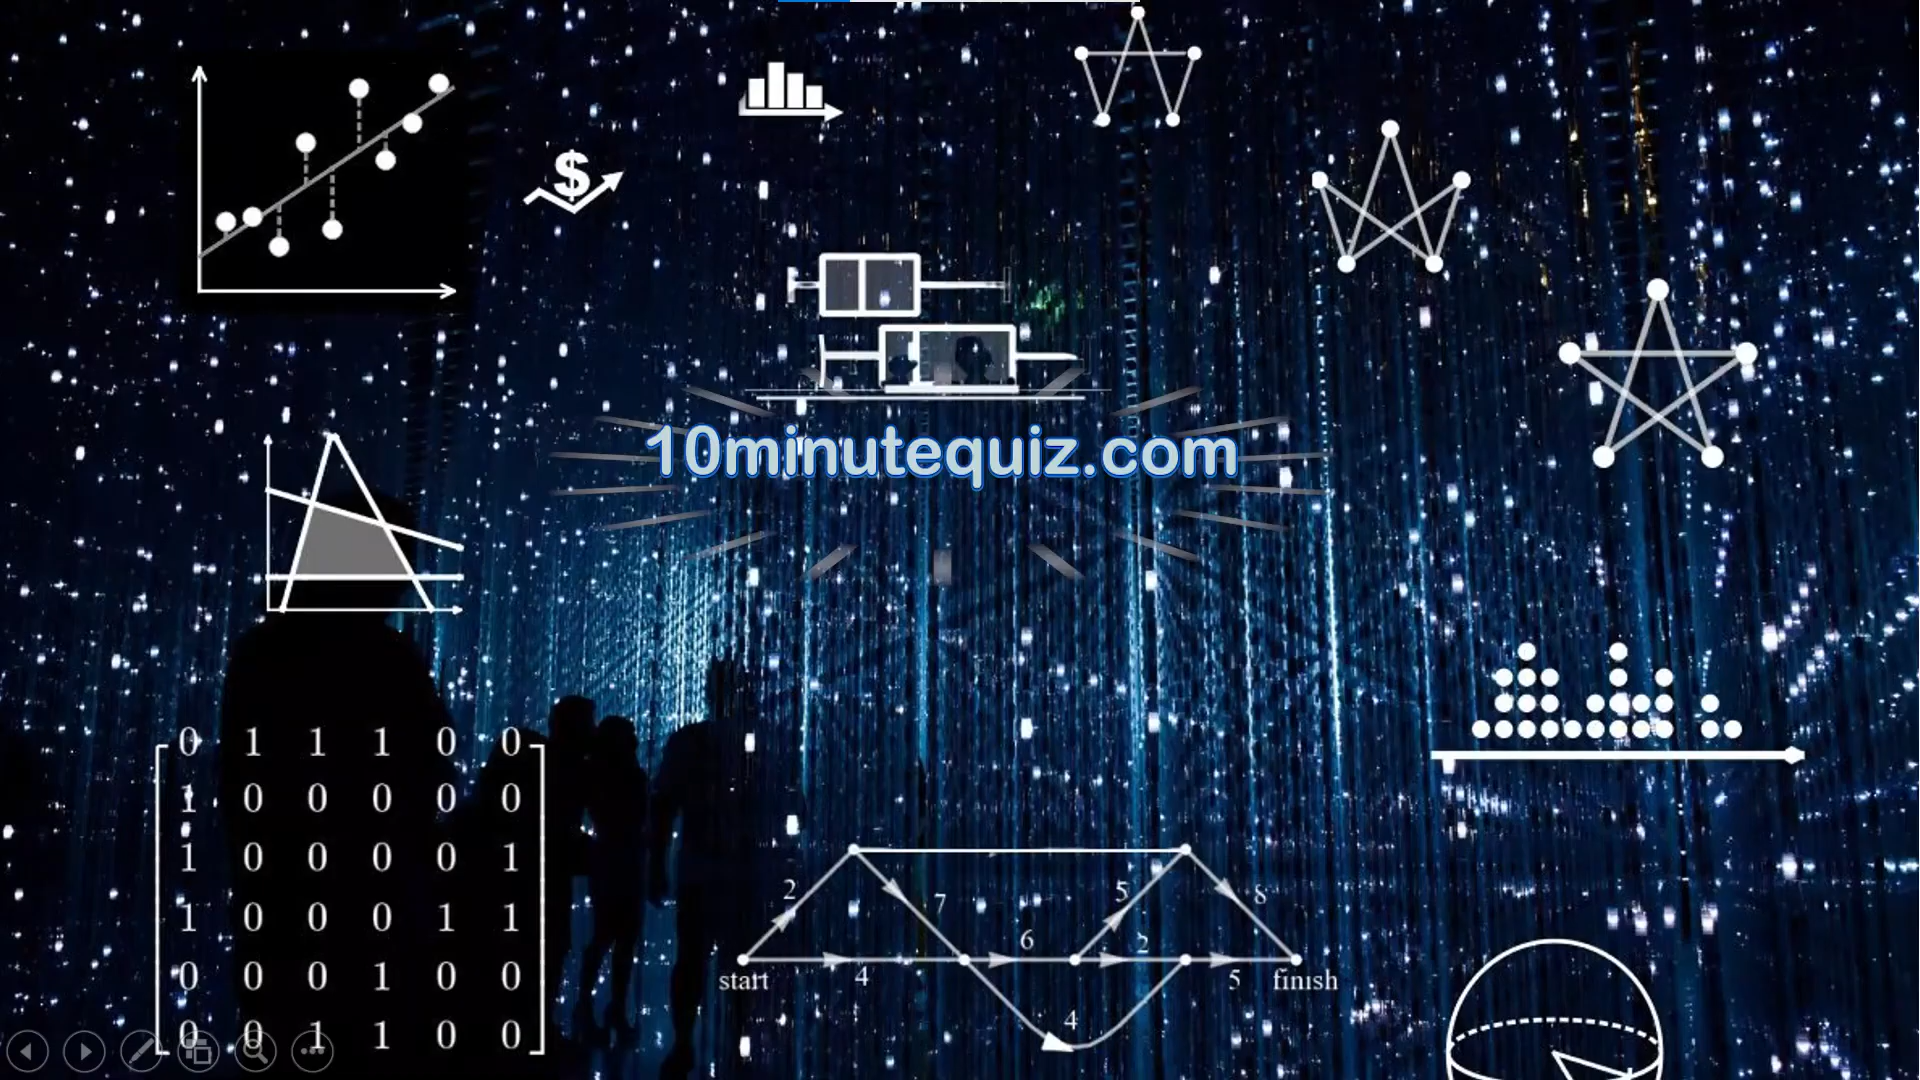 $
10minutequiz.com
0 1 1 1 0 0
1 0 0 0 0 0
1 0 0 0 0 1
1 0 0 0 1 1
0 0 0 1 0 0
0 0 1 1 0 0
2
7
5
8
6
2
start
4
5
finish
4